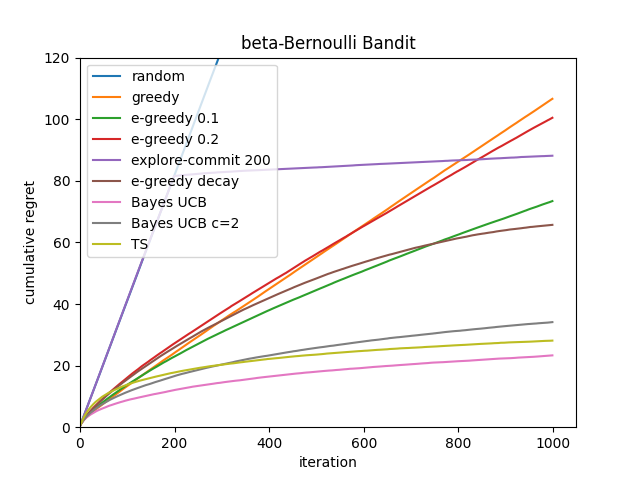 beta-Bernoulli Bandit
120
100
80
60
40
20
0
cumulative regret
random
greedy
e-greedy 0.1
e-greedy 0.2
explore-commit 200
e-greedy decay
Bayes UCB
Bayes UCB c=2
TS
0 200 400 600 800 1000
iteration